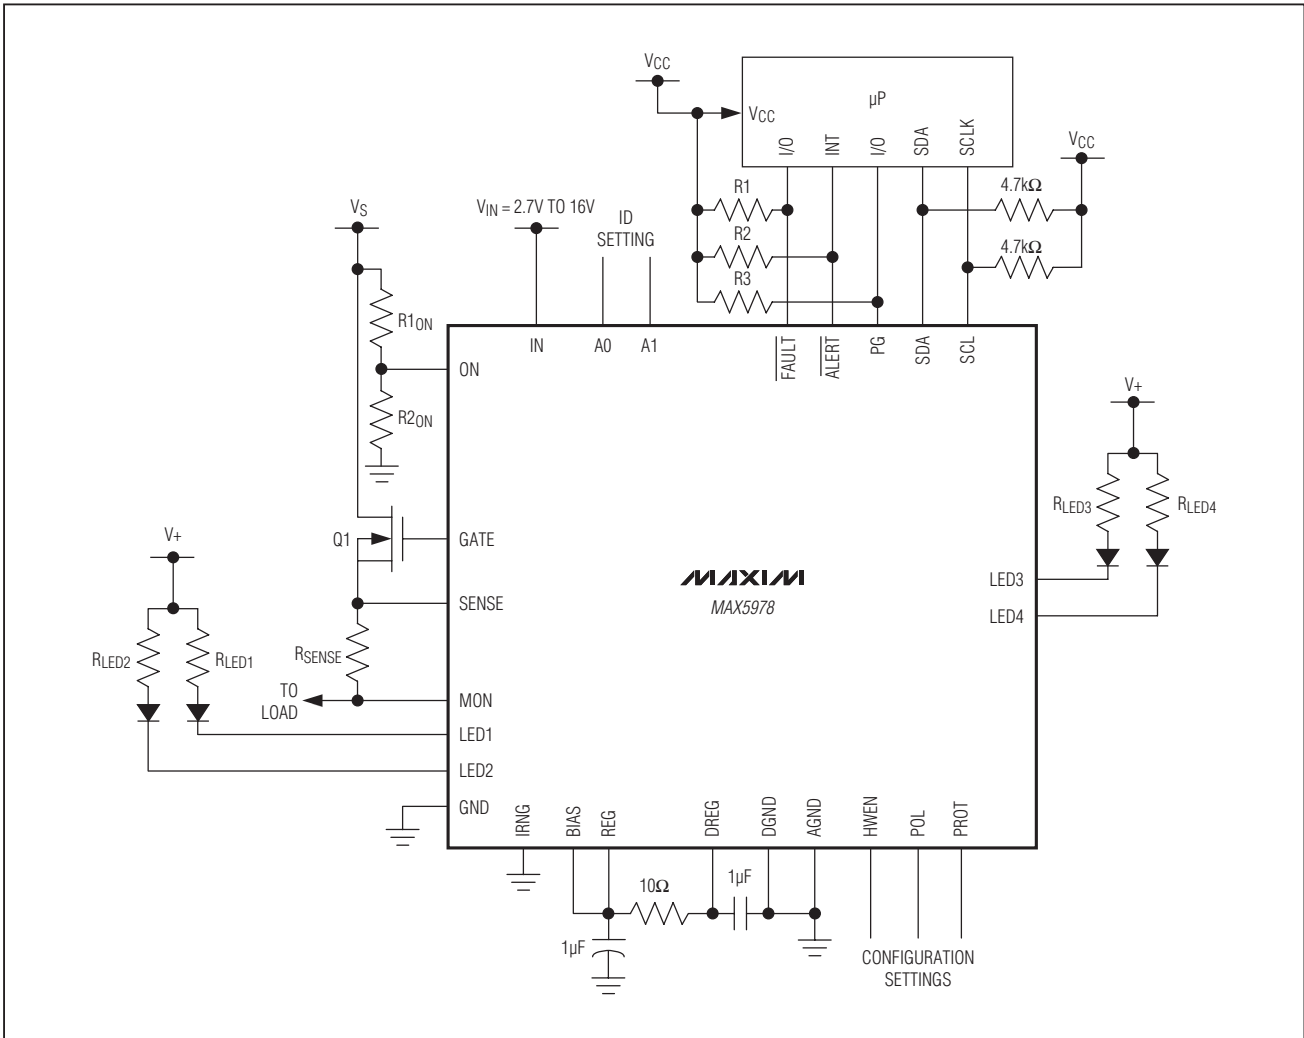 VCC
µP
VCC
I/O
INT
I/O
SDA
SCLK
VCC
R1
R2
R3
4.7kΩ
4.7kΩ
VS
VIN = 2.7V TO 16V
ID
SETTING
R1ON
R2ON
IN
A0
A1
FAULT
ALERT
PG
SDA
SCL
ON
V+
RLED3
RLED4
V+
Q1
GATE
SENSE
MAXIM
MAX5978
LED3
LED4
RLED2
RLED1
RSENSE
TO
LOAD
MON
LED1
LED2
GND
IRNG
BIAS
REG
DREG
DGND
AGND
HWEN
POL
PROT
10Ω
1µF
1µF
CONFIGURATION
SETTINGS